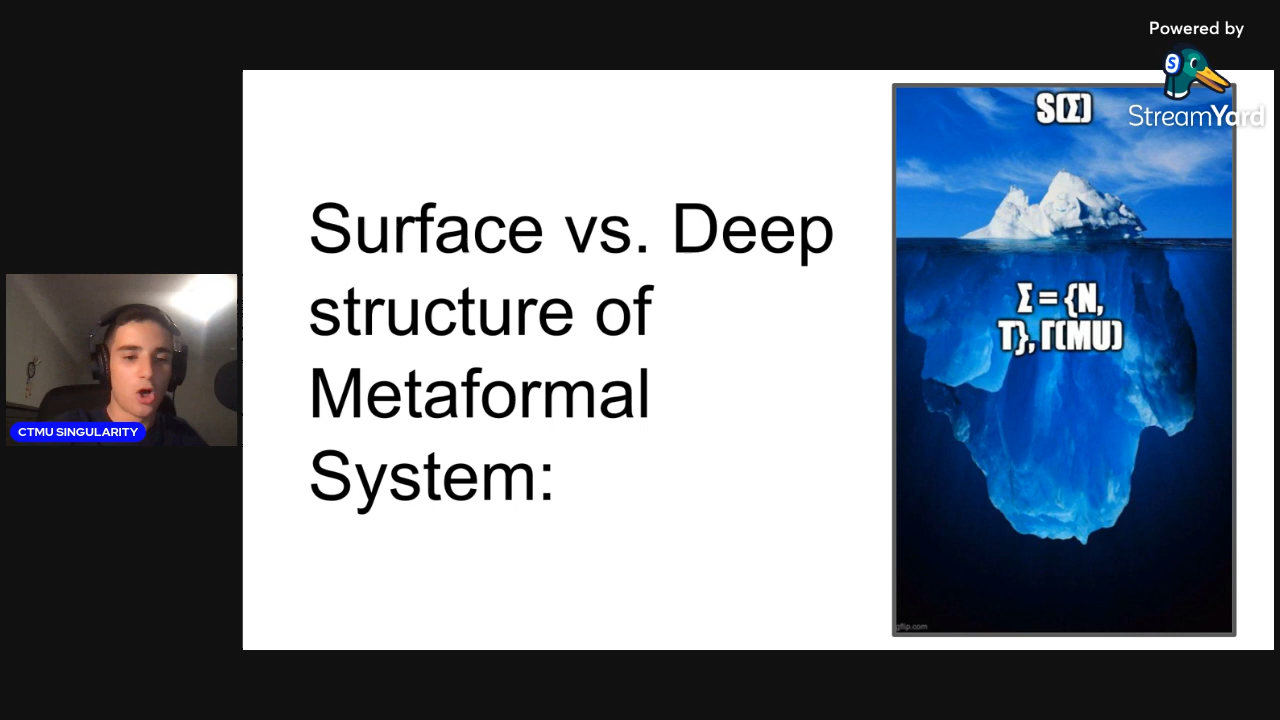 Powered by
S
StreamYard
S(Σ)
Surface vs. Deep
structure of
Metaformal
System:
Σ = {N,
T}, Γ(MU)
CTMU SINGULARITY